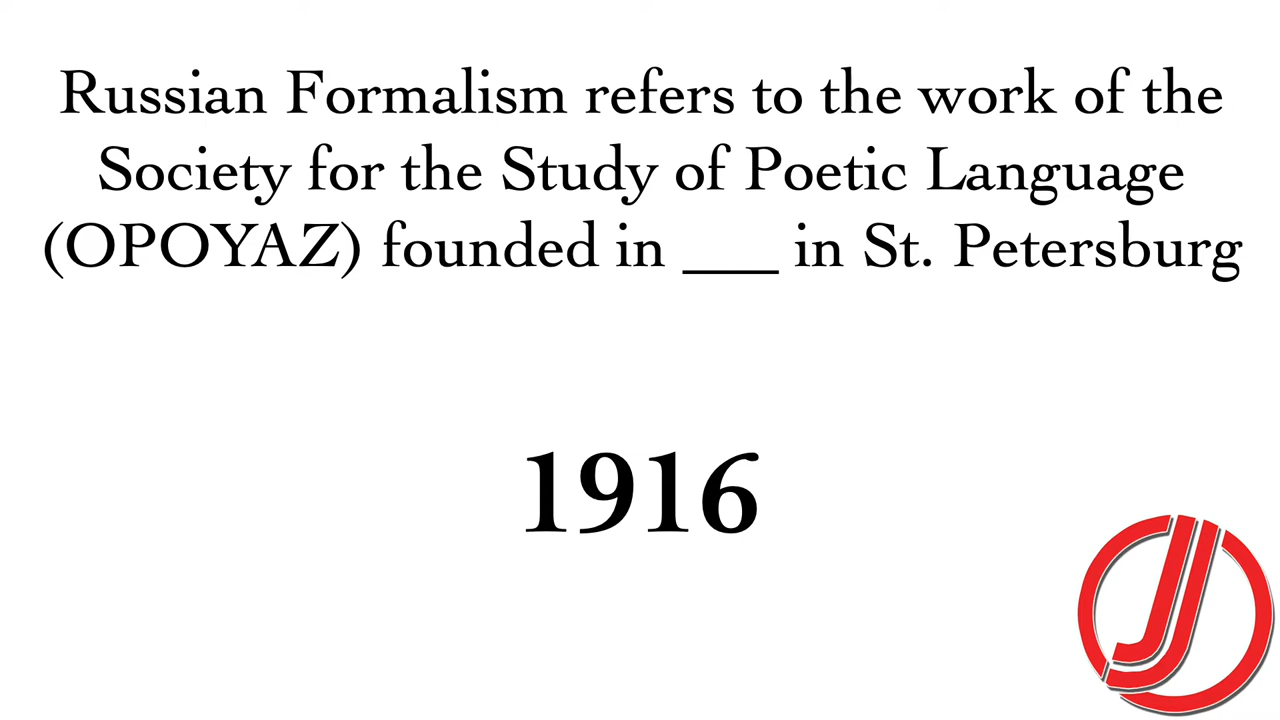 Russian Formalism refers to the work of the
Society for the Study of Poetic Language
(OPOYAZ) founded in ___ in St. Petersburg
1916